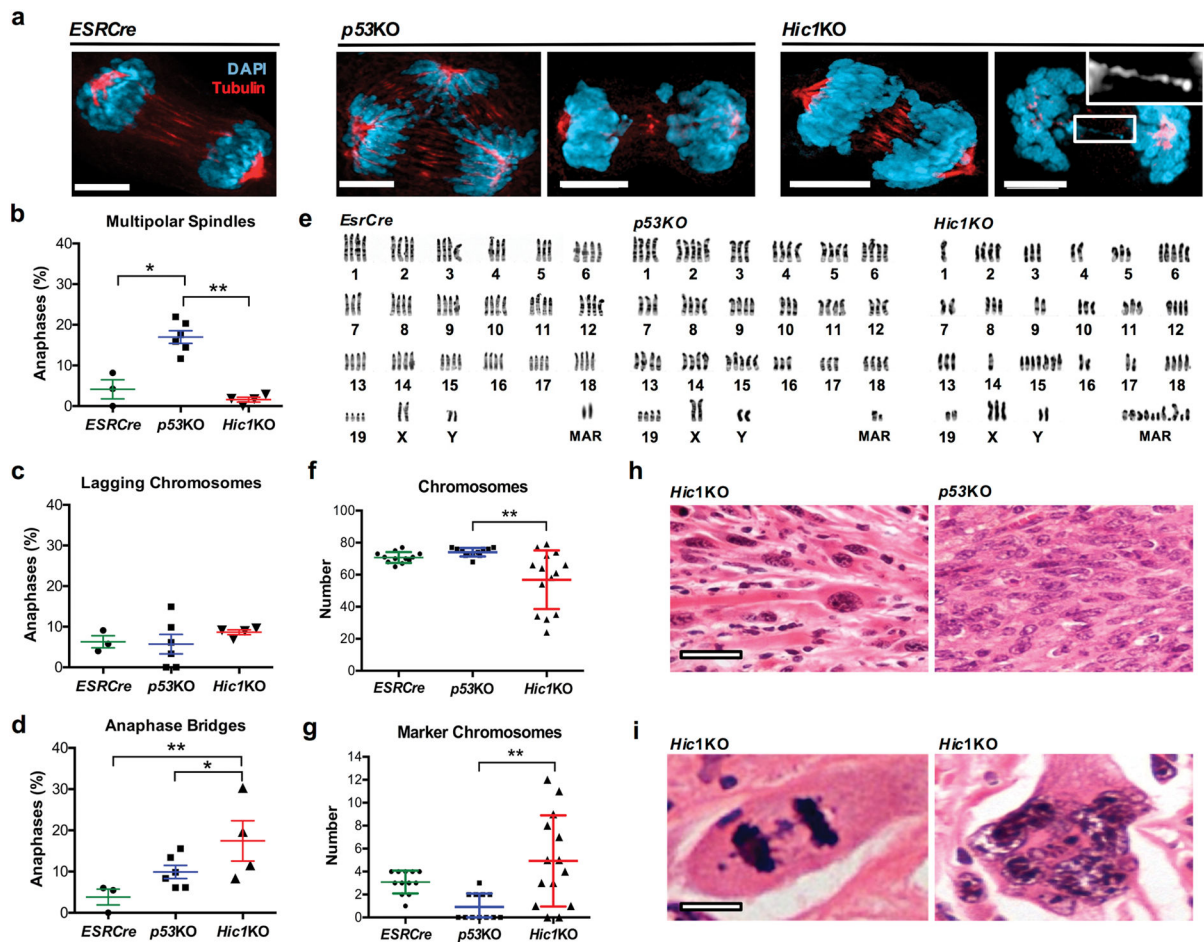 a
ESRCre
p53KO
Hic1KO
DAPI
Tubulin
b
Multipolar Spindles
Anaphases (%)
40
30
20
10
0
*
**
ESRCre p53KO Hic1KO
c
Lagging Chromosomes
Anaphases (%)
40
30
20
10
0
ESRCre p53KO Hic1KO
d
Anaphase Bridges
Anaphases (%)
40
30
20
10
0
**
*
ESRCre p53KO Hic1KO
e
EsrCre
1 2 3 4 5 6
7 8 9 10 11 12
13 14 15 16 17 18
19 X Y MAR
p53KO
1 2 3 4 5 6
7 8 9 10 11 12
13 14 15 16 17 18
19 X Y MAR
Hic1KO
1 2 3 4 5 6
7 8 9 10 11 12
13 14 15 16 17 18
19 X Y MAR
f
Chromosomes
Number
100
80
60
40
20
0
**
ESRCre p53KO Hic1KO
g
Marker Chromosomes
Number
14
12
10
8
6
4
2
0
**
ESRCre p53KO Hic1KO
h
Hic1KO
p53KO
i
Hic1KO
Hic1KO